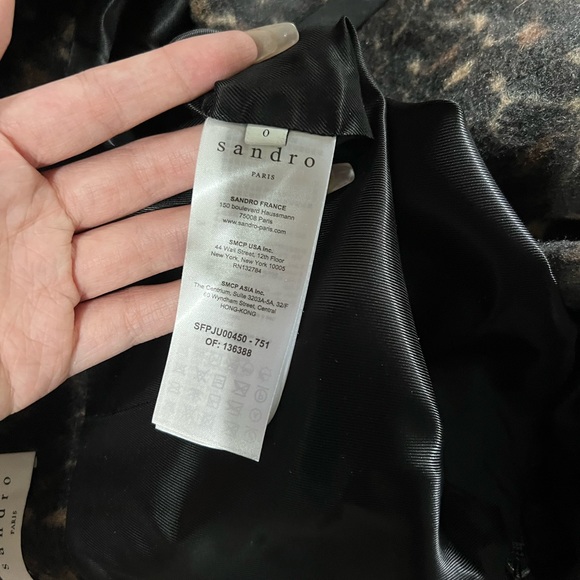 0
sandro
PARIS
SANDRO FRANCE
150 boulevard Haussmann
75008 Paris
www.sandro-paris.com
SMCP USA Inc.
44 Wall Street, 12th Floor
New York, New York 10005
RN132784
SMCP ASIA Inc.
The Centrium, Suite 3203A-5A, 32/F
60 Wyndham Street, Central
HONG-KONG
SFPJU00450 - 751
OF: 136388
sandro
PARIS